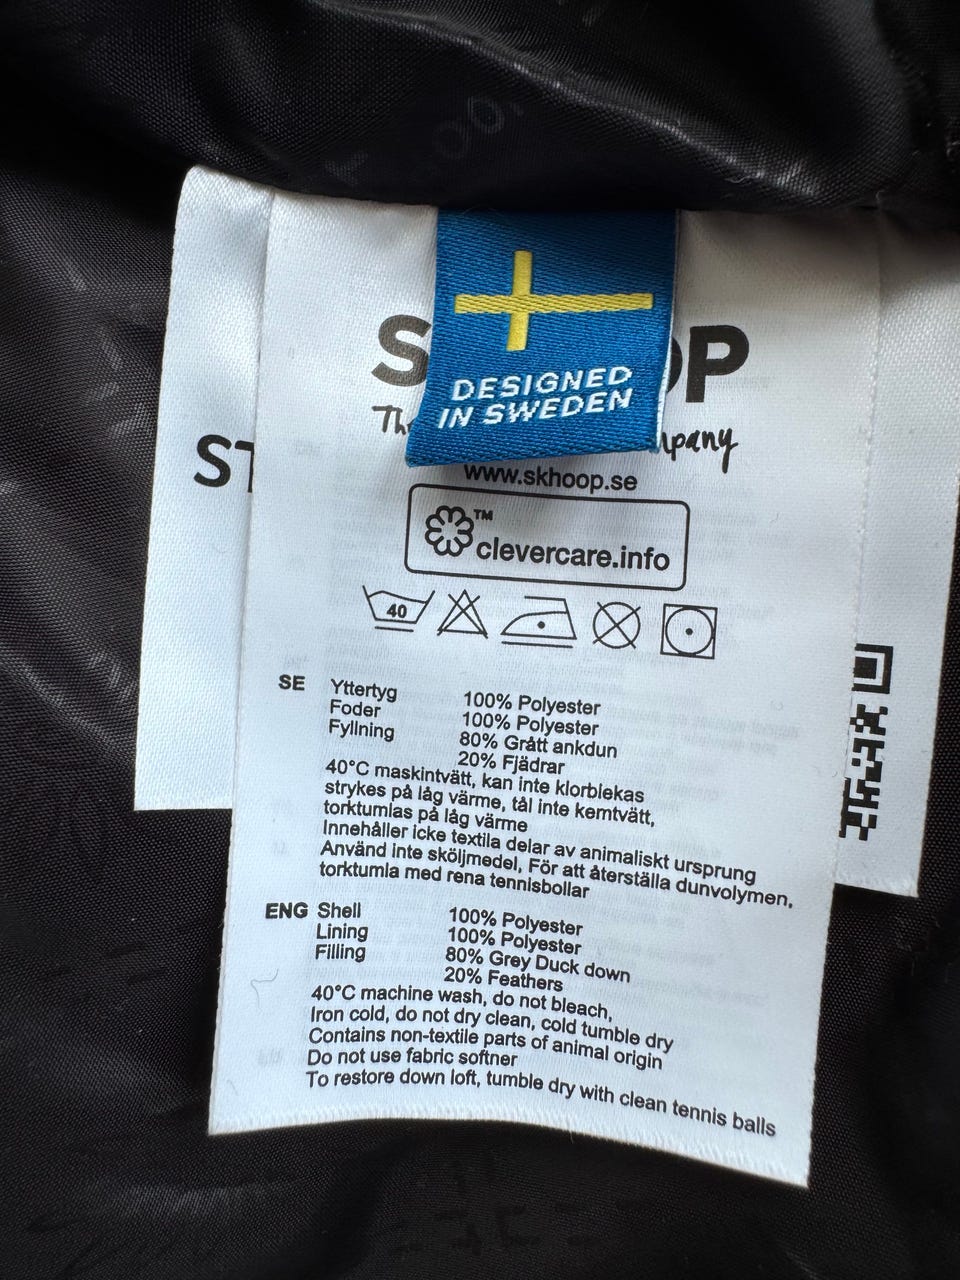 DESIGNED
IN SWEDEN
www.skhoop.se
™
clevercare.info
40
SE
Yttertyg 100% Polyester
Foder 100% Polyester
Fyllning 80% Grått ankdun
20% Fjädrar
40°C maskintvätt, kan inte klorblekas
strykes på låg värme, tål inte kemtvätt,
torktumlas på låg värme
Innehåller icke textila delar av animaliskt ursprung
Använd inte sköljmedel, För att återställa dunvolymen,
torktumla med rena tennisbollar
ENG Shell 100% Polyester
Lining 100% Polyester
Filling 80% Grey Duck down
20% Feathers
40°C machine wash, do not bleach,
Iron cold, do not dry clean, cold tumble dry
Contains non-textile parts of animal origin
Do not use fabric softner
To restore down loft, tumble dry with clean tennis balls